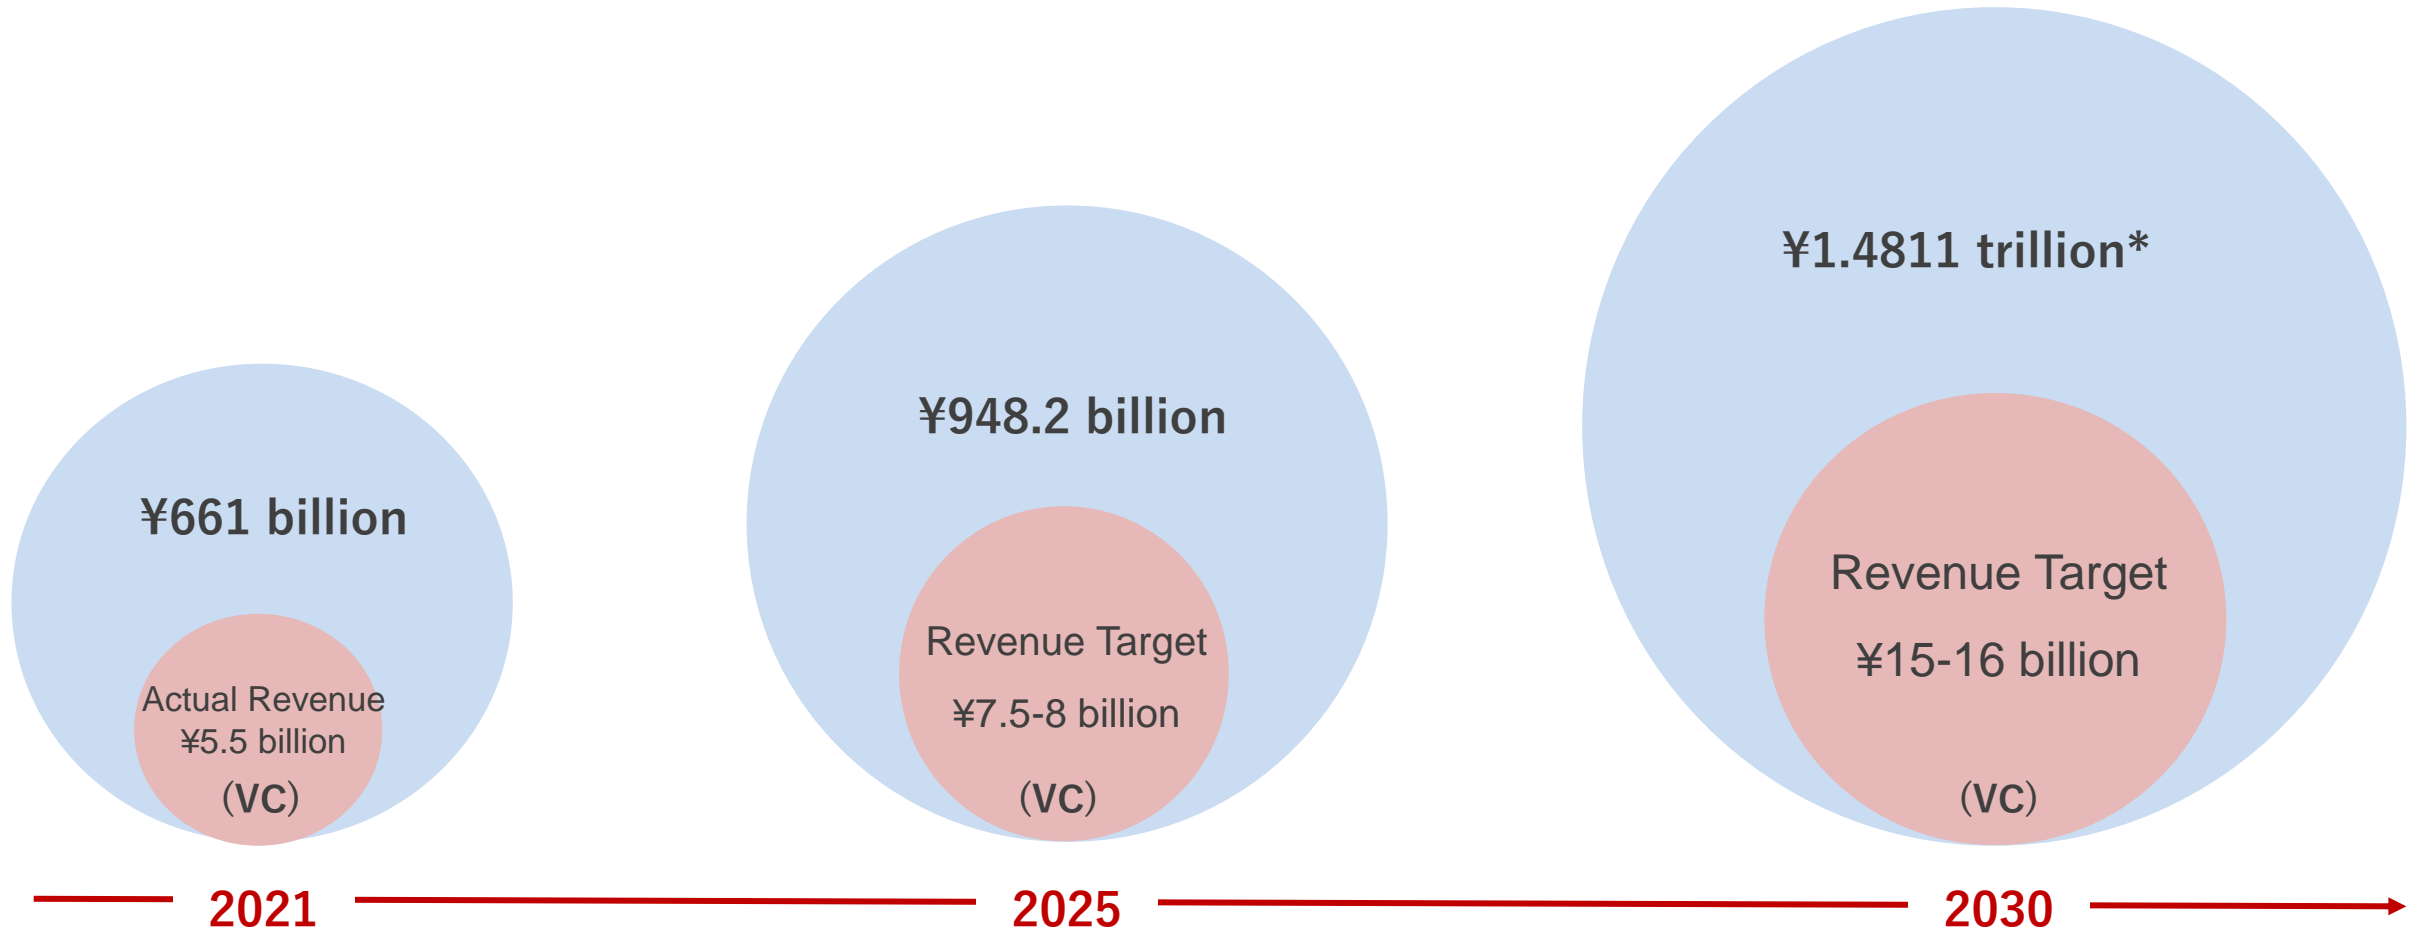 ¥661 billion
Actual Revenue
¥5.5 billion
(VC)
2021
¥948.2 billion
Revenue Target
¥7.5-8 billion
(VC)
2025
¥1.4811 trillion*
Revenue Target
¥15-16 billion
(VC)
2030